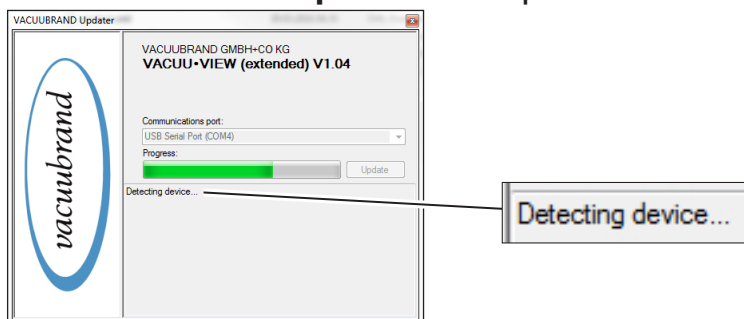 VACUUBRAND Updater
VACUUBRAND GMBH+CO KG
VACUU•VIEW (extended) V1.04
vacuubrand
Communications port:
USB Serial Port (COM4)
Progress:
Update
Detecting device...
Detecting device...